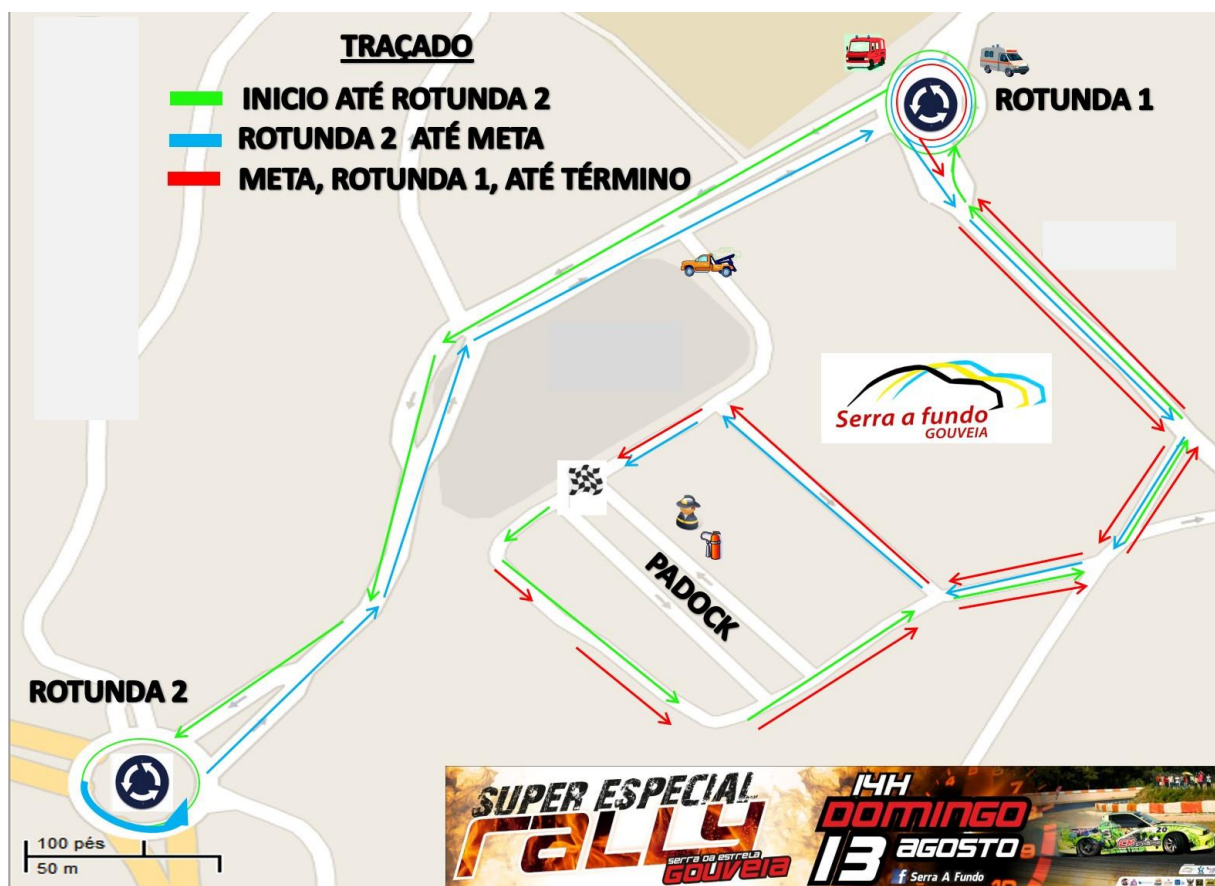 TRAÇADO
INICIO ATÉ ROTUNDA 2
ROTUNDA 2 ATÉ META
META, ROTUNDA 1, ATÉ TÉRMINO
ROTUNDA 1
Serra a fundo
GOUVEIA
PADOCK
ROTUNDA 2
100 pés
50 m
SUPER ESPECIAL
rally
serra da estrela
GOUVEIA
14H
DOMINGO
13 AGOSTO
f Serra A Fundo
20